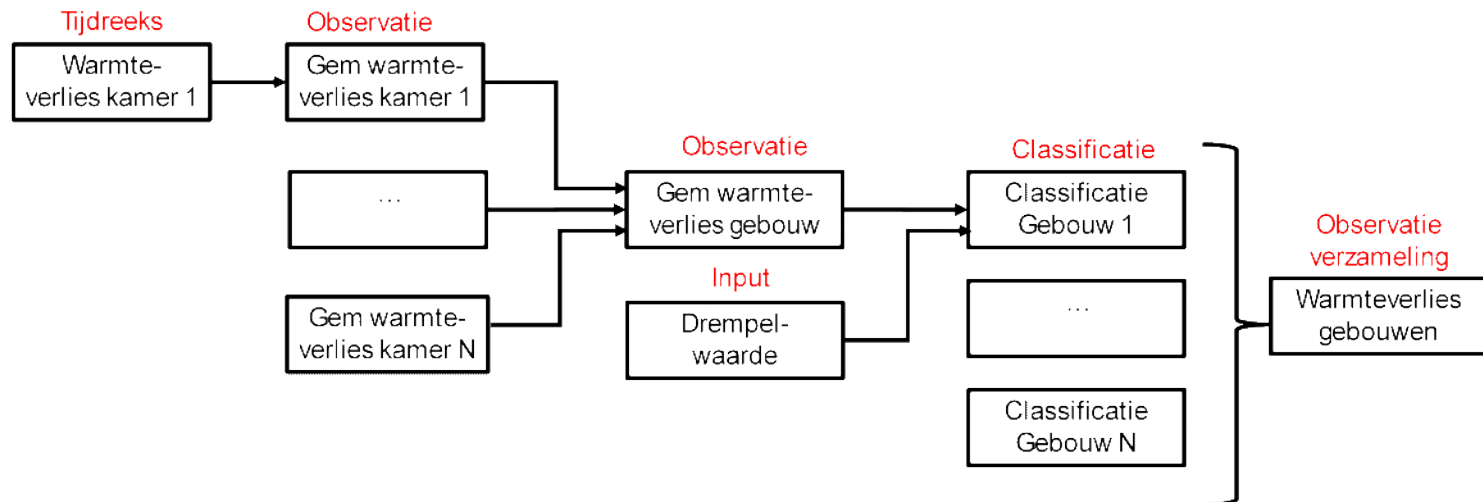 Tijdreeks
Warmte-
verlies kamer 1
Observatie
Gem warmte-
verlies kamer 1
...
Gem warmte-
verlies kamer N
Observatie
Gem warmte-
verlies gebouw
Input
Drempel-
waarde
Classificatie
Classificatie
Gebouw 1
...
Classificatie
Gebouw N
Observatie
verzameling
Warmteverlies
gebouwen